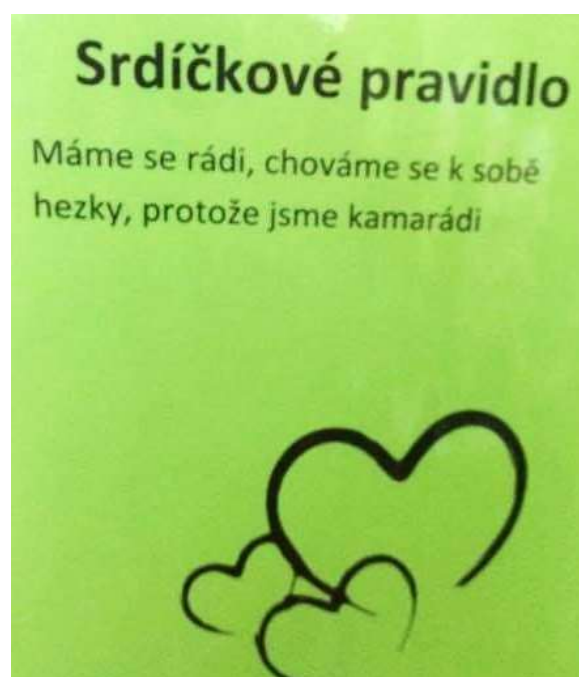 Srdíčkové pravidlo
Máme se rádi, chováme se k sobě
hezky, protože jsme kamarádi